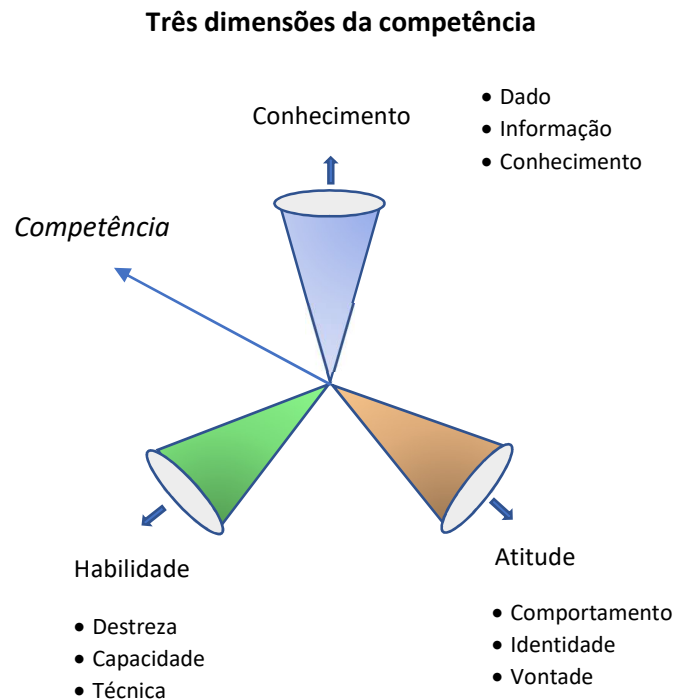 Três dimensões da competência
Conhecimento
• Dado
• Informação
• Conhecimento
Competência
Habilidade
• Destreza
• Capacidade
• Técnica
Atitude
• Comportamento
• Identidade
• Vontade